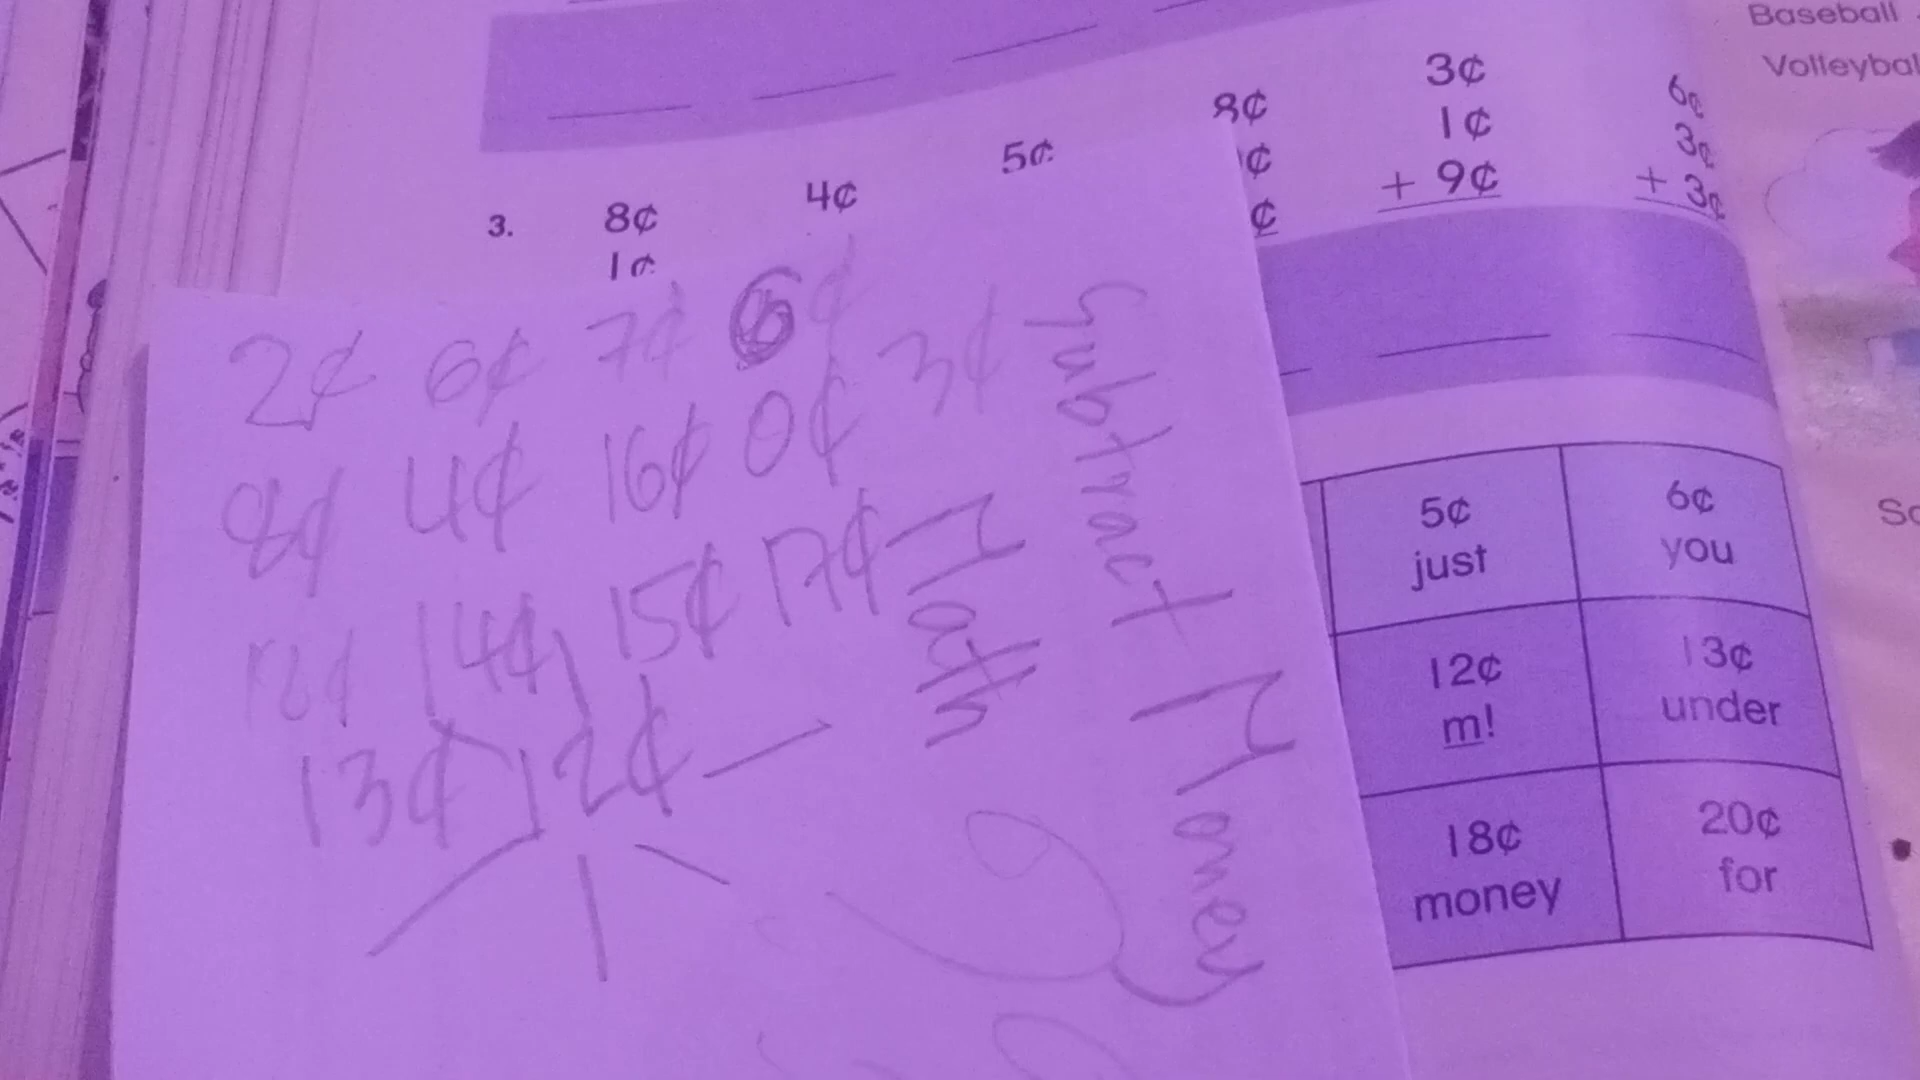 Baseball
Volleybal
3. 8¢ 4¢ 5¢ 8¢ 3¢ 6¢
1¢ ¢ 1¢ 3¢
¢ + 9¢ + 3¢
2¢ 6¢ 7¢ 6¢
8¢ 4¢ 16¢ 0¢ 3¢
14¢ 15¢ 17¢
13¢ 12¢
Math
Subtract Money
5¢ 6¢
just you
12¢ 13¢
m! under
18¢ 20¢
money for